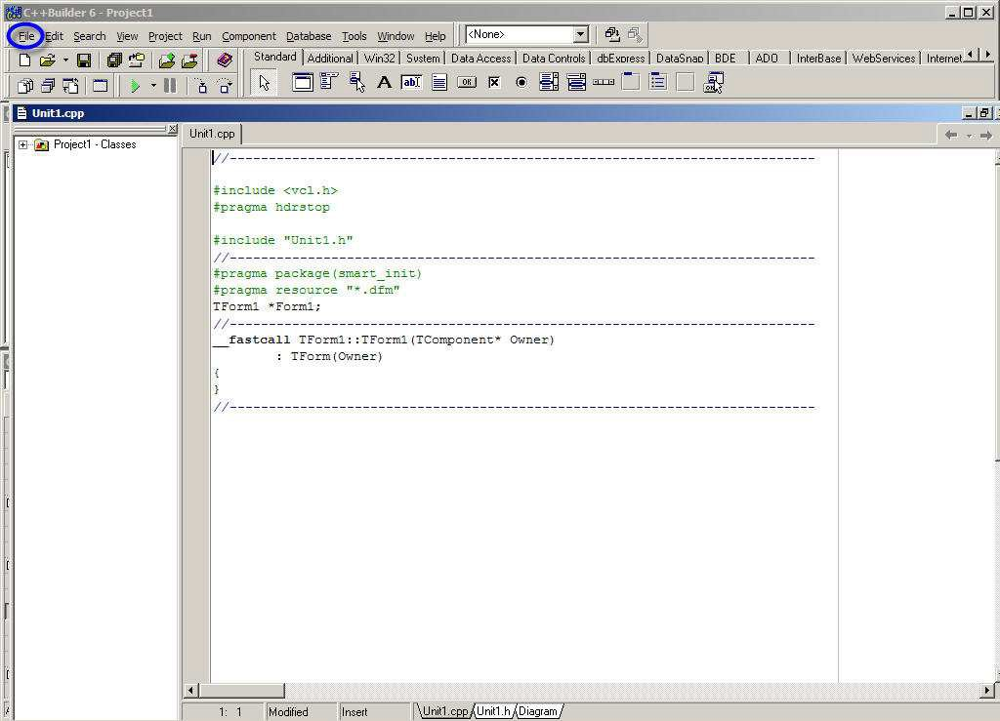 C++Builder 6 - Project1
File Edit Search View Project Run Component Database Tools Window Help <None>
Standard Additional Win32 System Data Access Data Controls dbExpress DataSnap BDE ADO InterBase WebServices Internet
A ab OK OK
Unit1.cpp
Unit1.cpp
Project1 - Classes
//---------------------------------------------------------------------------
#include <vcl.h>
#pragma hdrstop
#include "Unit1.h"
//---------------------------------------------------------------------------
#pragma package(smart_init)
#pragma resource "*.dfm"
TForm1 *Form1;
//---------------------------------------------------------------------------
__fastcall TForm1::TForm1(TComponent* Owner)
: TForm(Owner)
{
}
//---------------------------------------------------------------------------
1: 1 Modified Insert Unit1.cpp Unit1.h Diagram